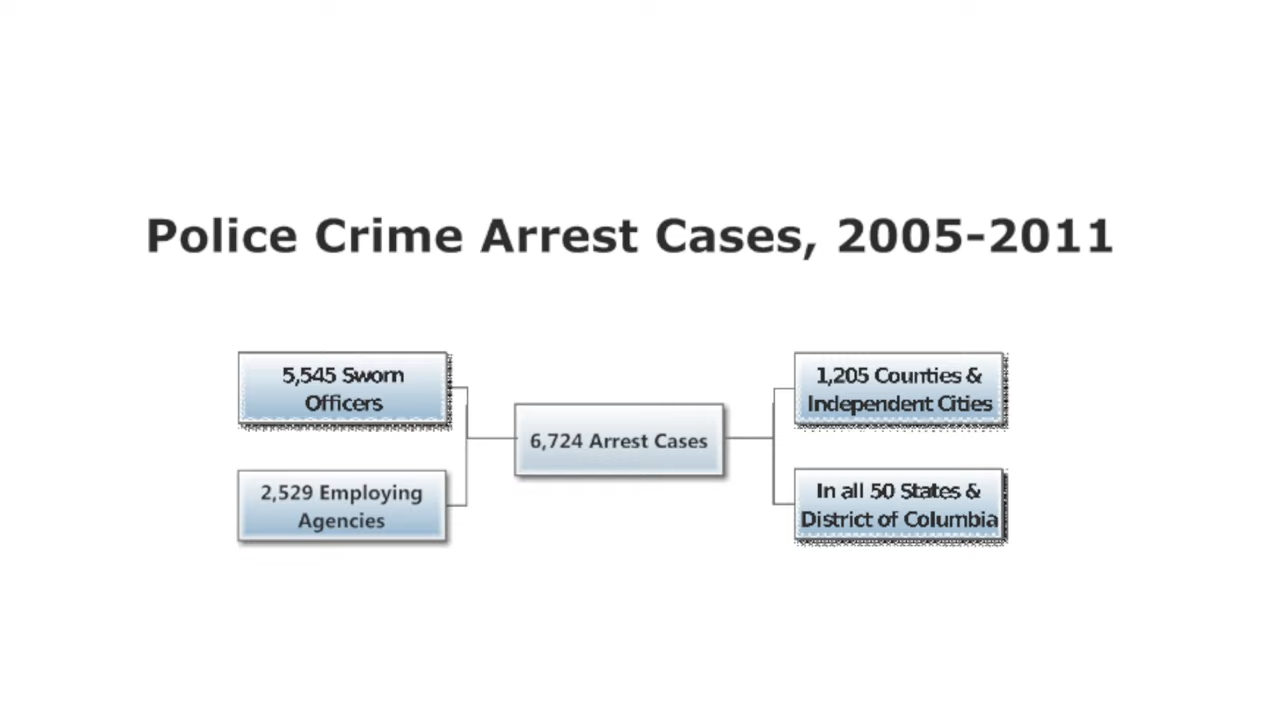 Police Crime Arrest Cases, 2005-2011
5,545 Sworn
Officers
2,529 Employing
Agencies
6,724 Arrest Cases
1,205 Counties &
Independent Cities
In all 50 States &
District of Columbia